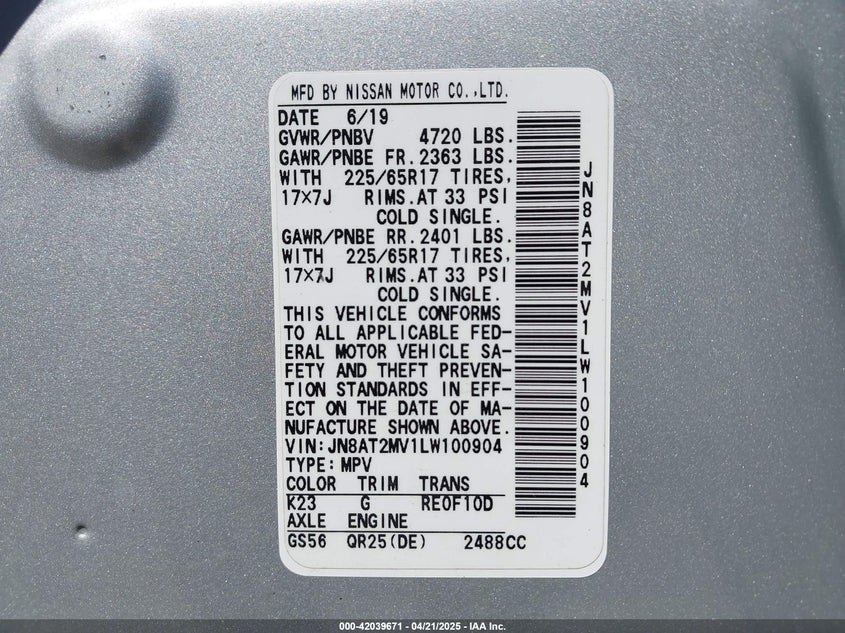 MFD BY NISSAN MOTOR CO.,LTD.
DATE 6/19
GVWR/PNBV 4720 LBS.
GAWR/PNBE FR.2363 LBS.
WITH 225/65R17 TIRES,
17×7J RIMS.AT 33 PSI
COLD SINGLE.
GAWR/PNBE RR.2401 LBS.
WITH 225/65R17 TIRES,
17×7J RIMS.AT 33 PSI
COLD SINGLE.
THIS VEHICLE CONFORMS
TO ALL APPLICABLE FED-
ERAL MOTOR VEHICLE SA-
FETY AND THEFT PREVEN-
TION STANDARDS IN EFF-
ECT ON THE DATE OF MA-
NUFACTURE SHOWN ABOVE.
VIN:JN8AT2MV1LW100904
TYPE:MPV
COLOR TRIM TRANS
K23 G RE0F10D
AXLE ENGINE
GS56 QR25(DE) 2488CC
JN8AT2MV1LW100904
000-42039671 - 04/21/2025 - IAA Inc.